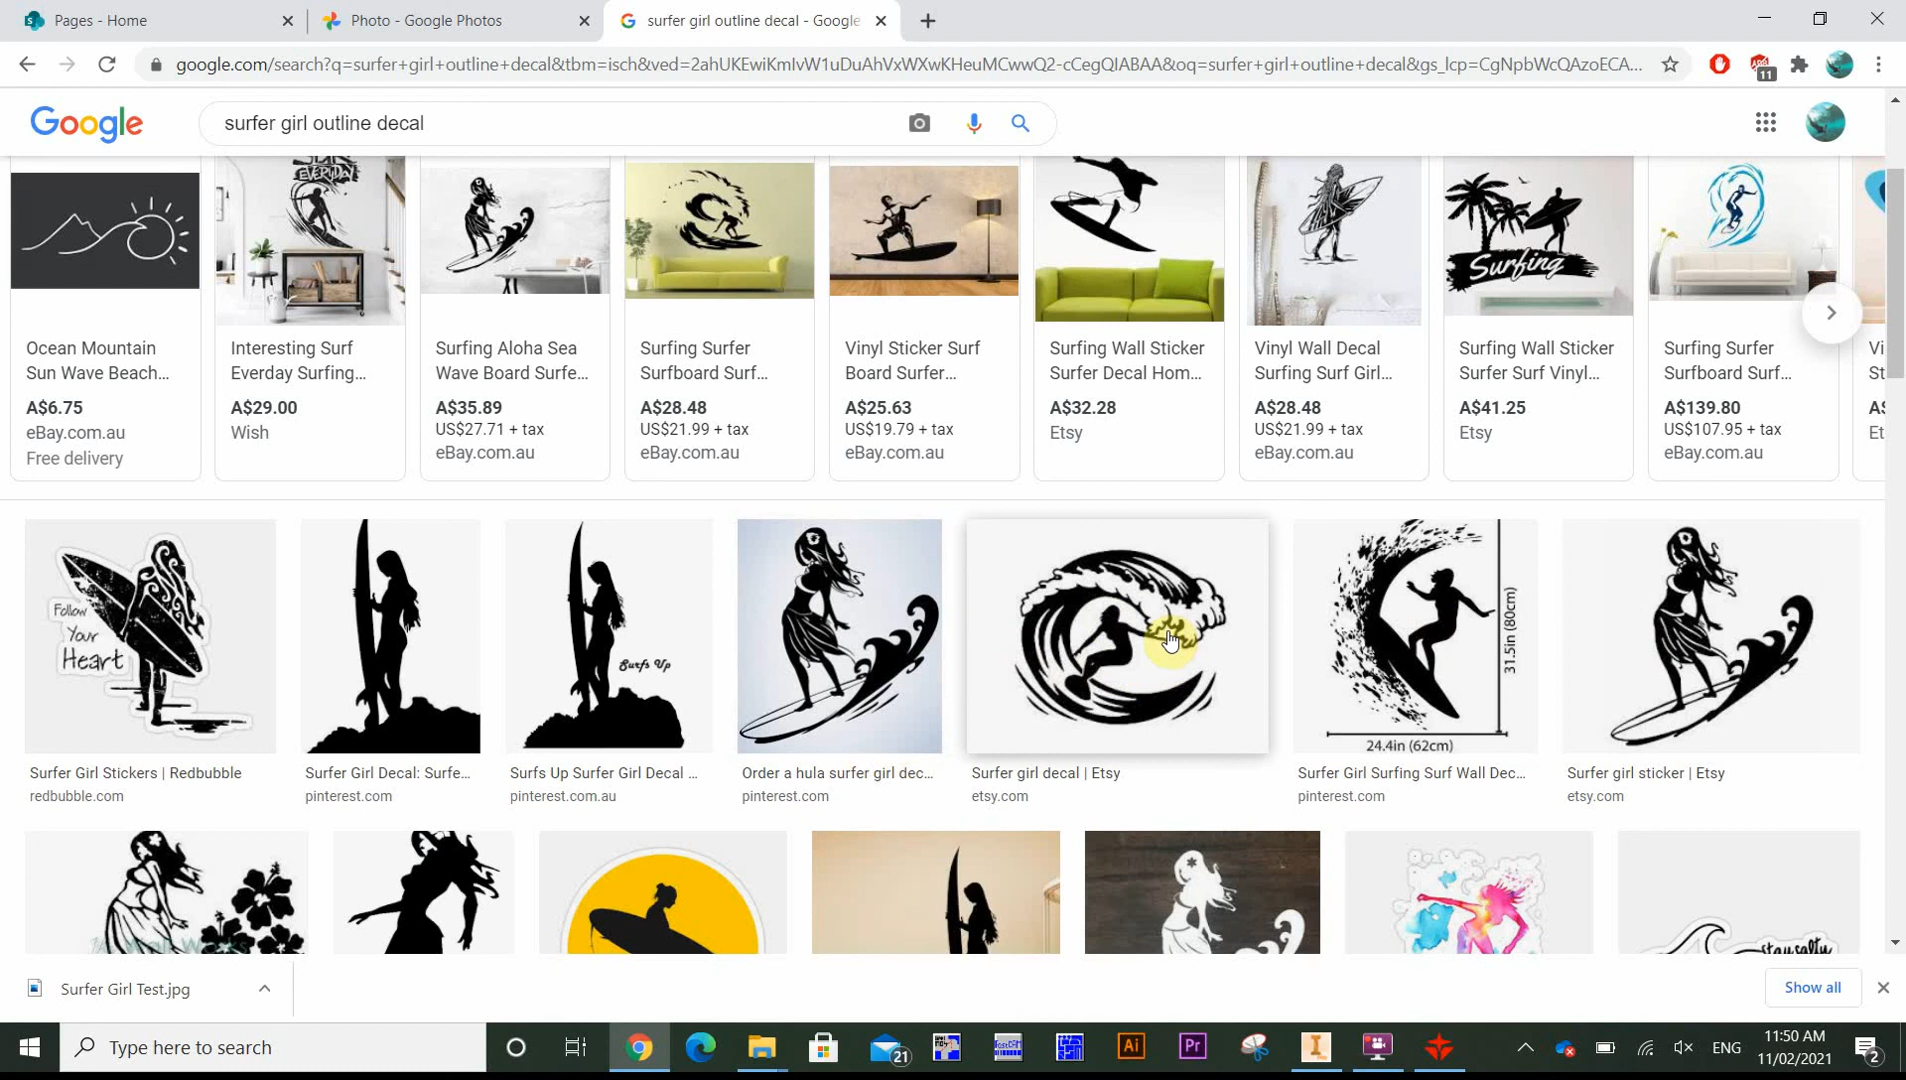 Pages - Home
Photo - Google Photos
surfer girl outline decal - Google
google.com/search?q=surfer+girl+outline+decal&tbm=isch&ved=2ahUKEwiKmIvW1uDuAhVxWXwKHeuMCwwQ2-cCegQIABAA&oq=surfer+girl+outline+decal&gs_lcp=CgNpbWcQAzoECA...
11
Google
surfer girl outline decal
EVERYDAY
Surfing
Ocean Mountain
Sun Wave Beach...
A$6.75
eBay.com.au
Free delivery
Interesting Surf
Everday Surfing...
A$29.00
Wish
Surfing Aloha Sea
Wave Board Surfe...
A$35.89
US$27.71 + tax
eBay.com.au
Surfing Surfer
Surfboard Surf...
A$28.48
US$21.99 + tax
eBay.com.au
Vinyl Sticker Surf
Board Surfer...
A$25.63
US$19.79 + tax
eBay.com.au
Surfing Wall Sticker
Surfer Decal Hom...
A$32.28
Etsy
Vinyl Wall Decal
Surfing Surf Girl...
A$28.48
US$21.99 + tax
eBay.com.au
Surfing Wall Sticker
Surfer Surf Vinyl...
A$41.25
Etsy
Surfing Surfer
Surfboard Surf...
A$139.80
US$107.95 + tax
eBay.com.au
Vi
St
A$
Et
Follow
Your
Heart
Surfs Up
31.5in (80cm)
24.4in (62cm)
Surfer Girl Stickers | Redbubble
redbubble.com
Surfer Girl Decal: Surfe...
pinterest.com
Surfs Up Surfer Girl Decal ...
pinterest.com.au
Order a hula surfer girl dec...
pinterest.com
Surfer girl decal | Etsy
etsy.com
Surfer Girl Surfing Surf Wall Dec...
pinterest.com
Surfer girl sticker | Etsy
etsy.com
stay salty
Surfer Girl Test.jpg
Show all
Type here to search
21
Ai
Pr
ENG
11:50 AM
11/02/2021
2